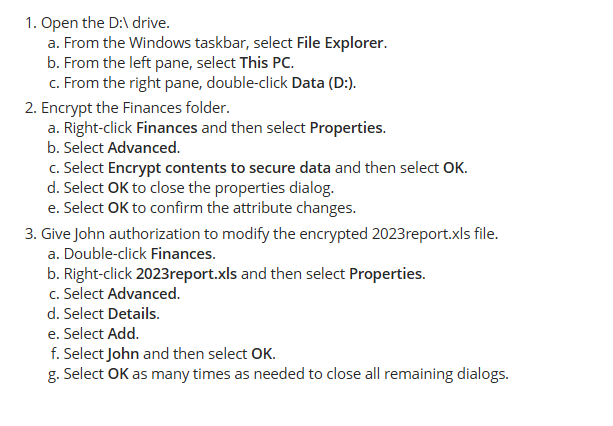 1. Open the D:\ drive.
a. From the Windows taskbar, select File Explorer.
b. From the left pane, select This PC.
c. From the right pane, double-click Data (D:).
2. Encrypt the Finances folder.
a. Right-click Finances and then select Properties.
b. Select Advanced.
c. Select Encrypt contents to secure data and then select OK.
d. Select OK to close the properties dialog.
e. Select OK to confirm the attribute changes.
3. Give John authorization to modify the encrypted 2023report.xls file.
a. Double-click Finances.
b. Right-click 2023report.xls and then select Properties.
c. Select Advanced.
d. Select Details.
e. Select Add.
f. Select John and then select OK.
g. Select OK as many times as needed to close all remaining dialogs.